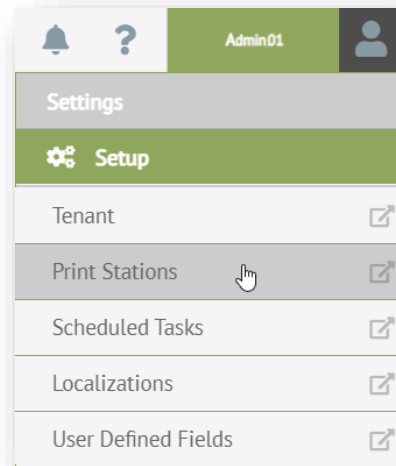 ? Admin01
Settings
Setup
Tenant
Print Stations
Scheduled Tasks
Localizations
User Defined Fields